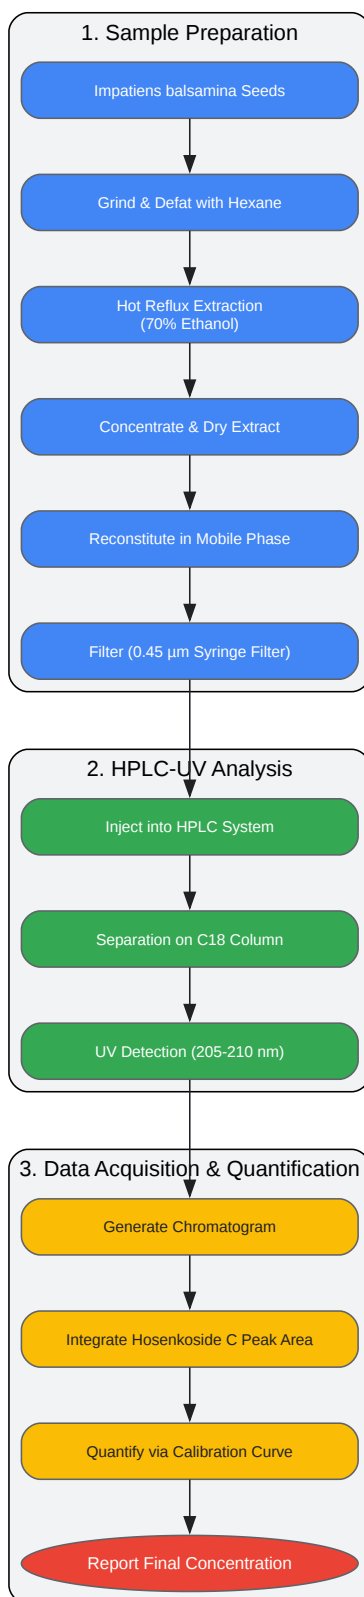 1. Sample Preparation
Impatiens balsamina Seeds
Grind & Defat with Hexane
Hot Reflux Extraction
(70% Ethanol)
Concentrate & Dry Extract
Reconstitute in Mobile Phase
Filter (0.45 µm Syringe Filter)
2. HPLC-UV Analysis
Inject into HPLC System
Separation on C18 Column
UV Detection (205-210 nm)
3. Data Acquisition & Quantification
Generate Chromatogram
Integrate Hosenkoside C Peak Area
Quantify via Calibration Curve
Report Final Concentration